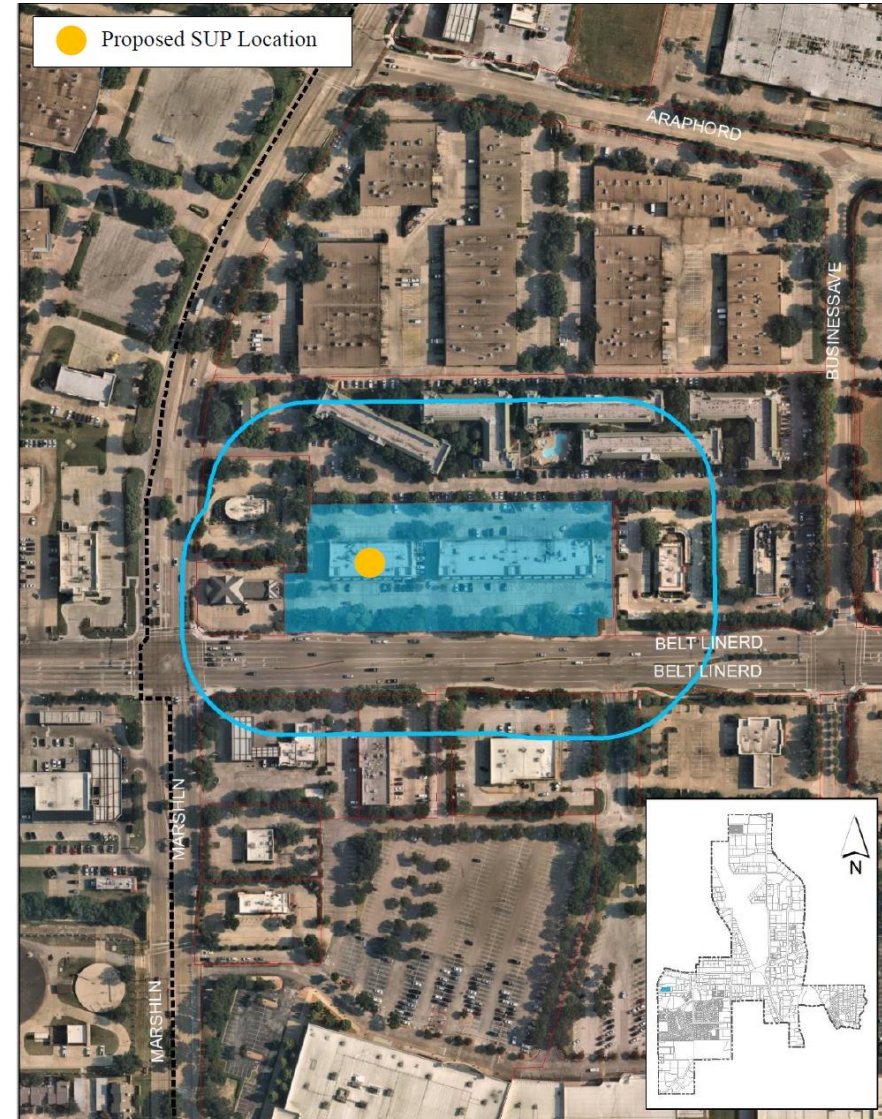 Proposed SUP Location
ARAPHORD
BUSINESSAVE
BELT LINERD
BELT LINERD
MARSHLN
MARSHLN
N